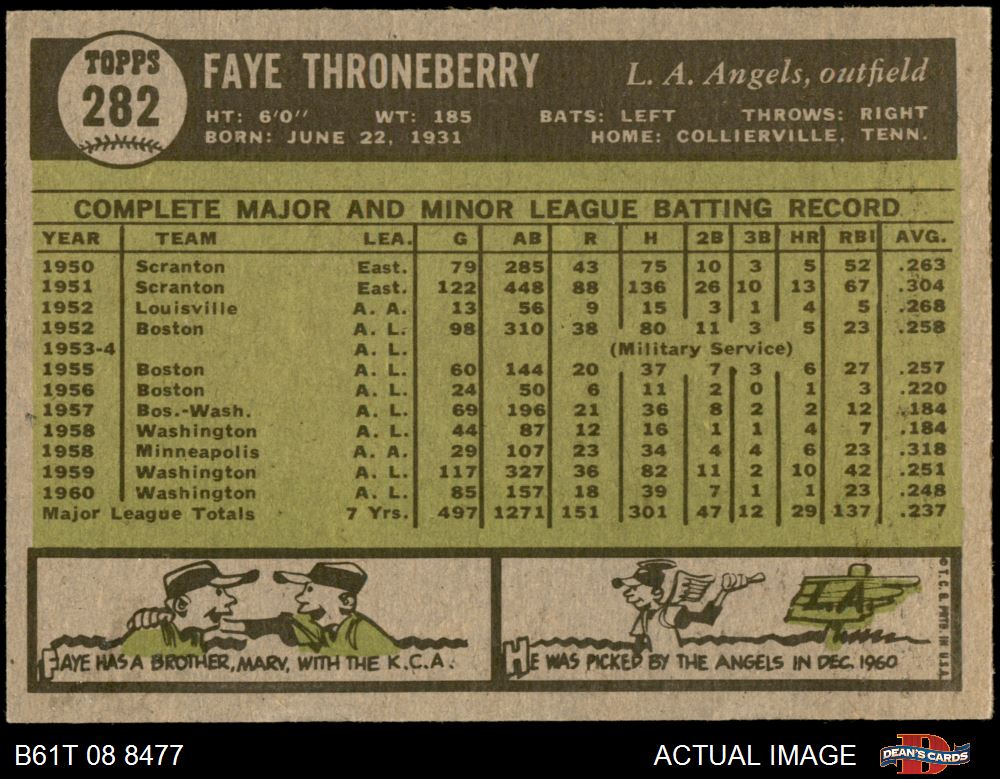 TOPPS
282
FAYE THRONEBERRY
L. A. Angels, outfield
HT: 6'0" WT: 185 BATS: LEFT THROWS: RIGHT
BORN: JUNE 22, 1931 HOME: COLLIERVILLE, TENN.
COMPLETE MAJOR AND MINOR LEAGUE BATTING RECORD
YEAR TEAM LEA. G AB R H 2B 3B HR RBI AVG.
1950 Scranton East. 79 285 43 75 10 3 5 52 .263
1951 Scranton East. 122 448 88 136 26 10 13 67 .304
1952 Louisville A. A. 13 56 9 15 3 1 4 5 .268
1952 Boston A. L. 98 310 38 80 11 3 5 23 .258
1953-4 A. L. (Military Service)
1955 Boston A. L. 60 144 20 37 7 3 6 27 .257
1956 Boston A. L. 24 50 6 11 2 0 1 3 .220
1957 Bos.-Wash. A. L. 69 196 21 36 8 2 2 12 .184
1958 Washington A. L. 44 87 12 16 1 1 4 7 .184
1958 Minneapolis A. A. 29 107 23 34 4 4 6 23 .318
1959 Washington A. L. 117 327 36 82 11 2 10 42 .251
1960 Washington A. L. 85 157 18 39 7 1 1 23 .248
Major League Totals 7 Yrs. 497 1271 151 301 47 12 29 137 .237
L.A.
FAYE HAS A BROTHER, MARV, WITH THE K.C.A.
HE WAS PICKED BY THE ANGELS IN DEC. 1960
© T. C. G. PRTD. IN U.S.A.
B61T 08 8477
ACTUAL IMAGE
DEAN'S CARDS